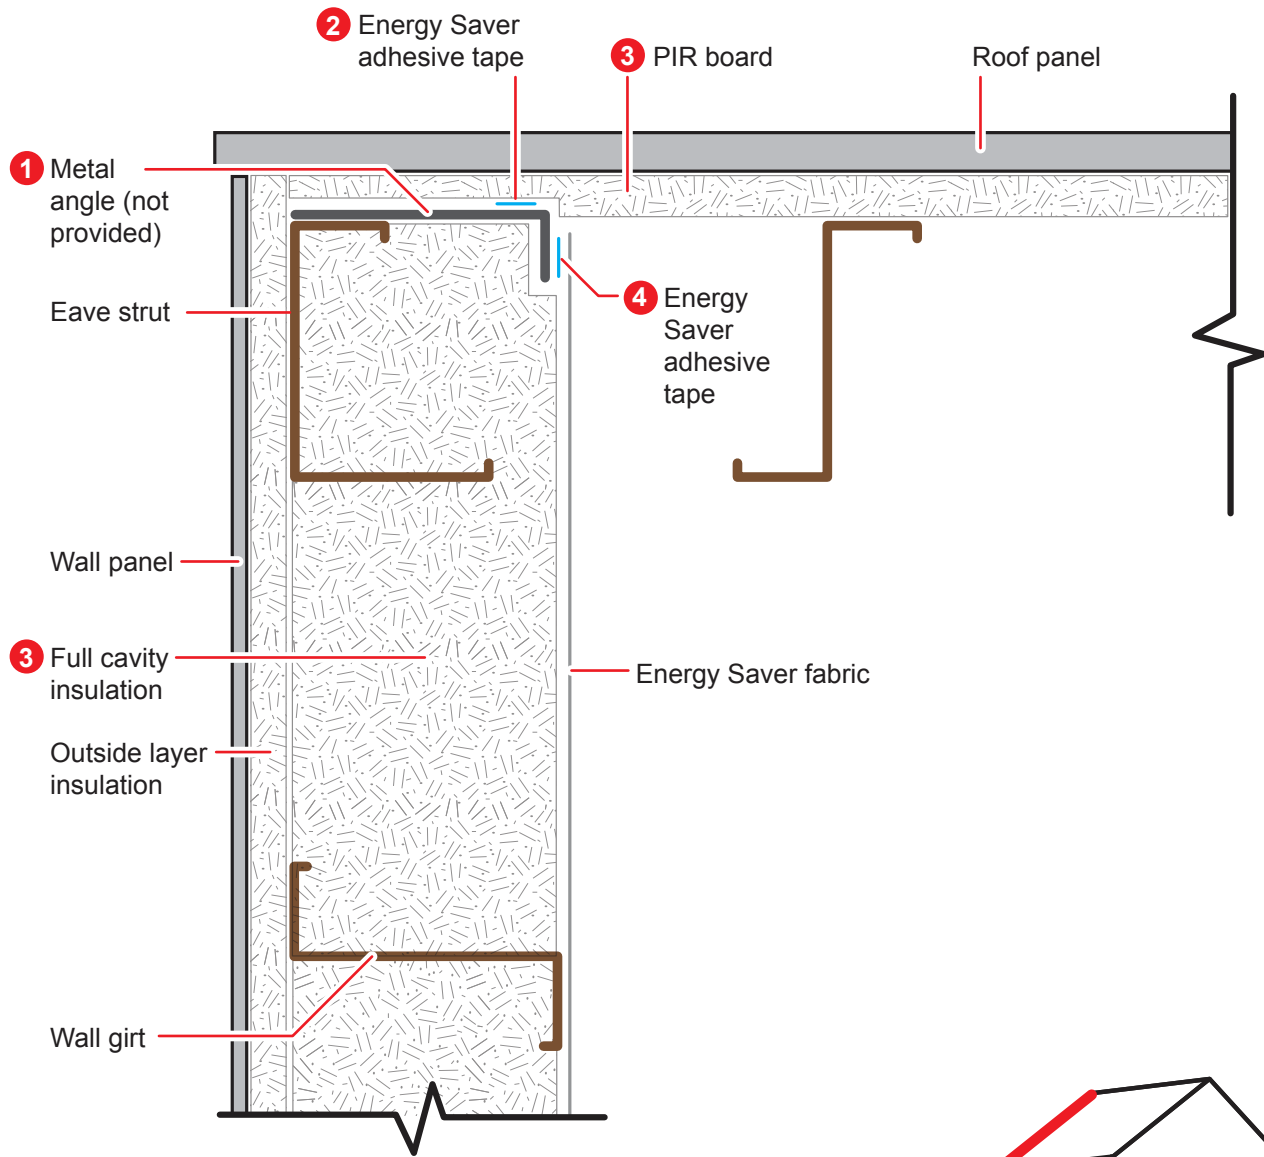 2 Energy Saver
adhesive tape
3 PIR board
Roof panel
1 Metal
angle (not
provided)
Eave strut
4 Energy
Saver
adhesive
tape
Wall panel
3 Full cavity
insulation
Energy Saver fabric
Outside layer
insulation
Wall girt